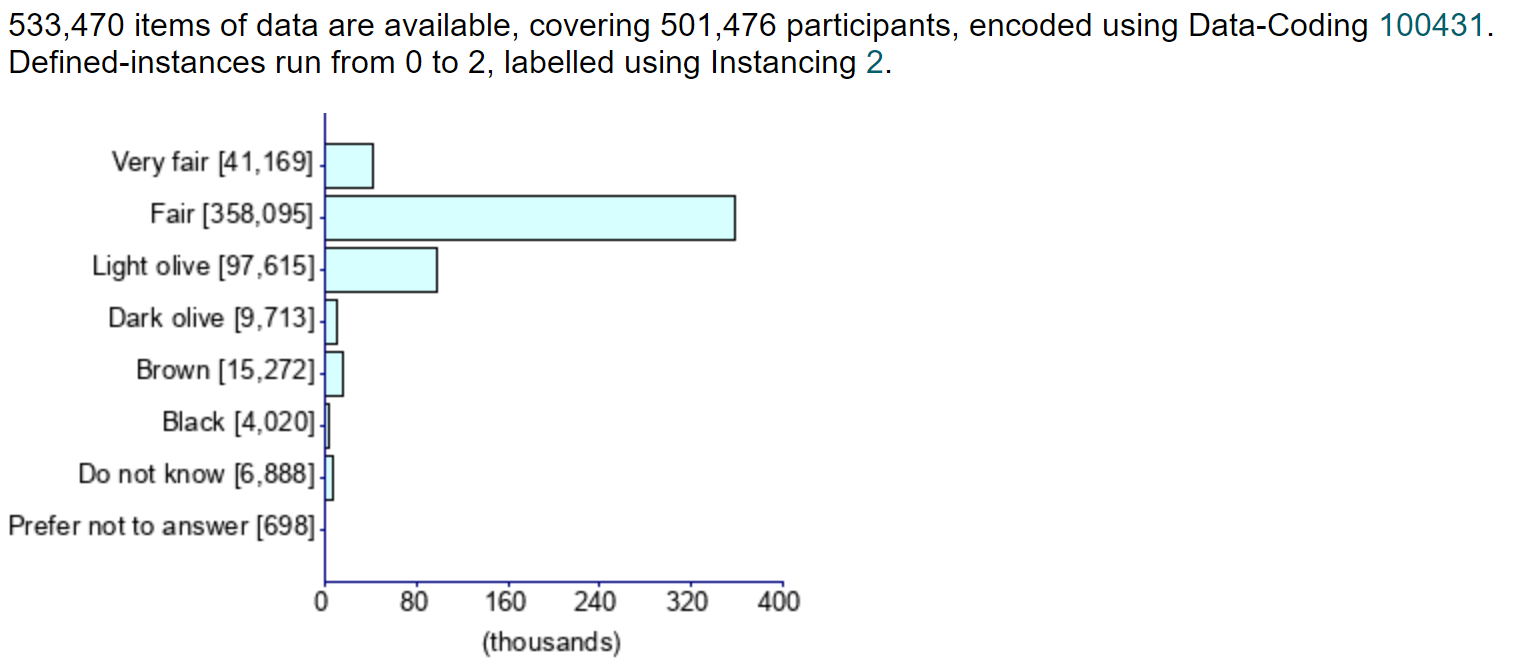 533,470 items of data are available, covering 501,476 participants, encoded using Data-Coding 100431.
Defined-instances run from 0 to 2, labelled using Instancing 2.
Very fair [41,169]
Fair [358,095]
Light olive [97,615]
Dark olive [9,713]
Brown [15,272]
Black [4,020]
Do not know [6,888]
Prefer not to answer [698]
0 80 160 240 320 400
(thousands)